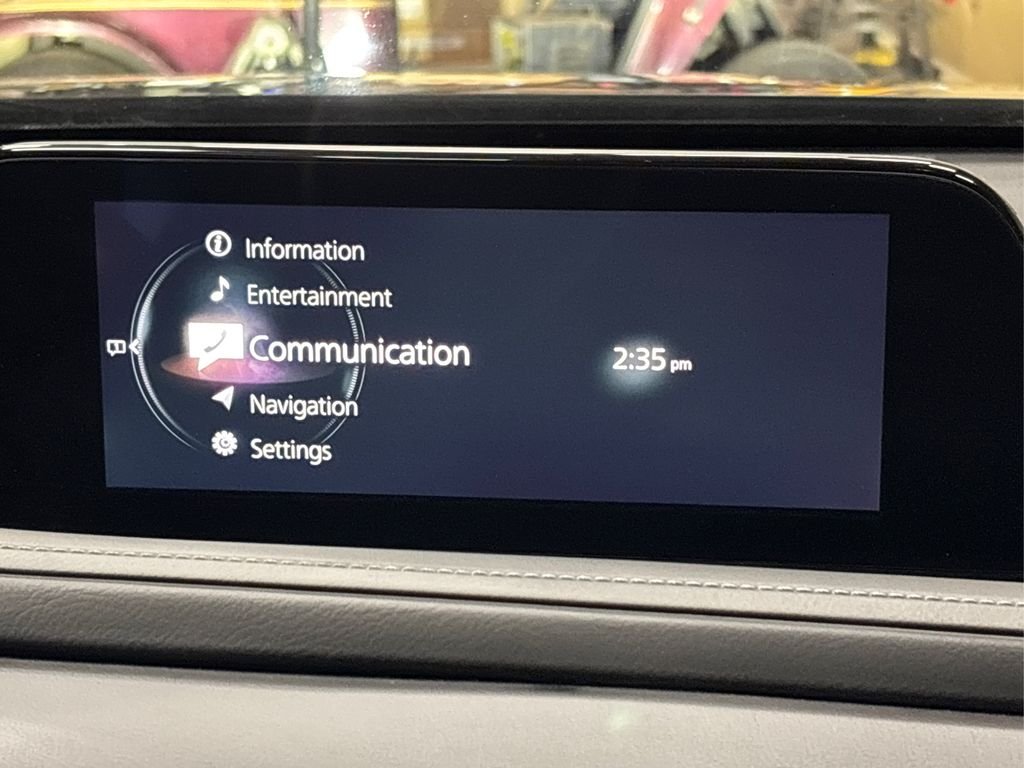 Information
Entertainment
Communication
2:35 pm
Navigation
Settings